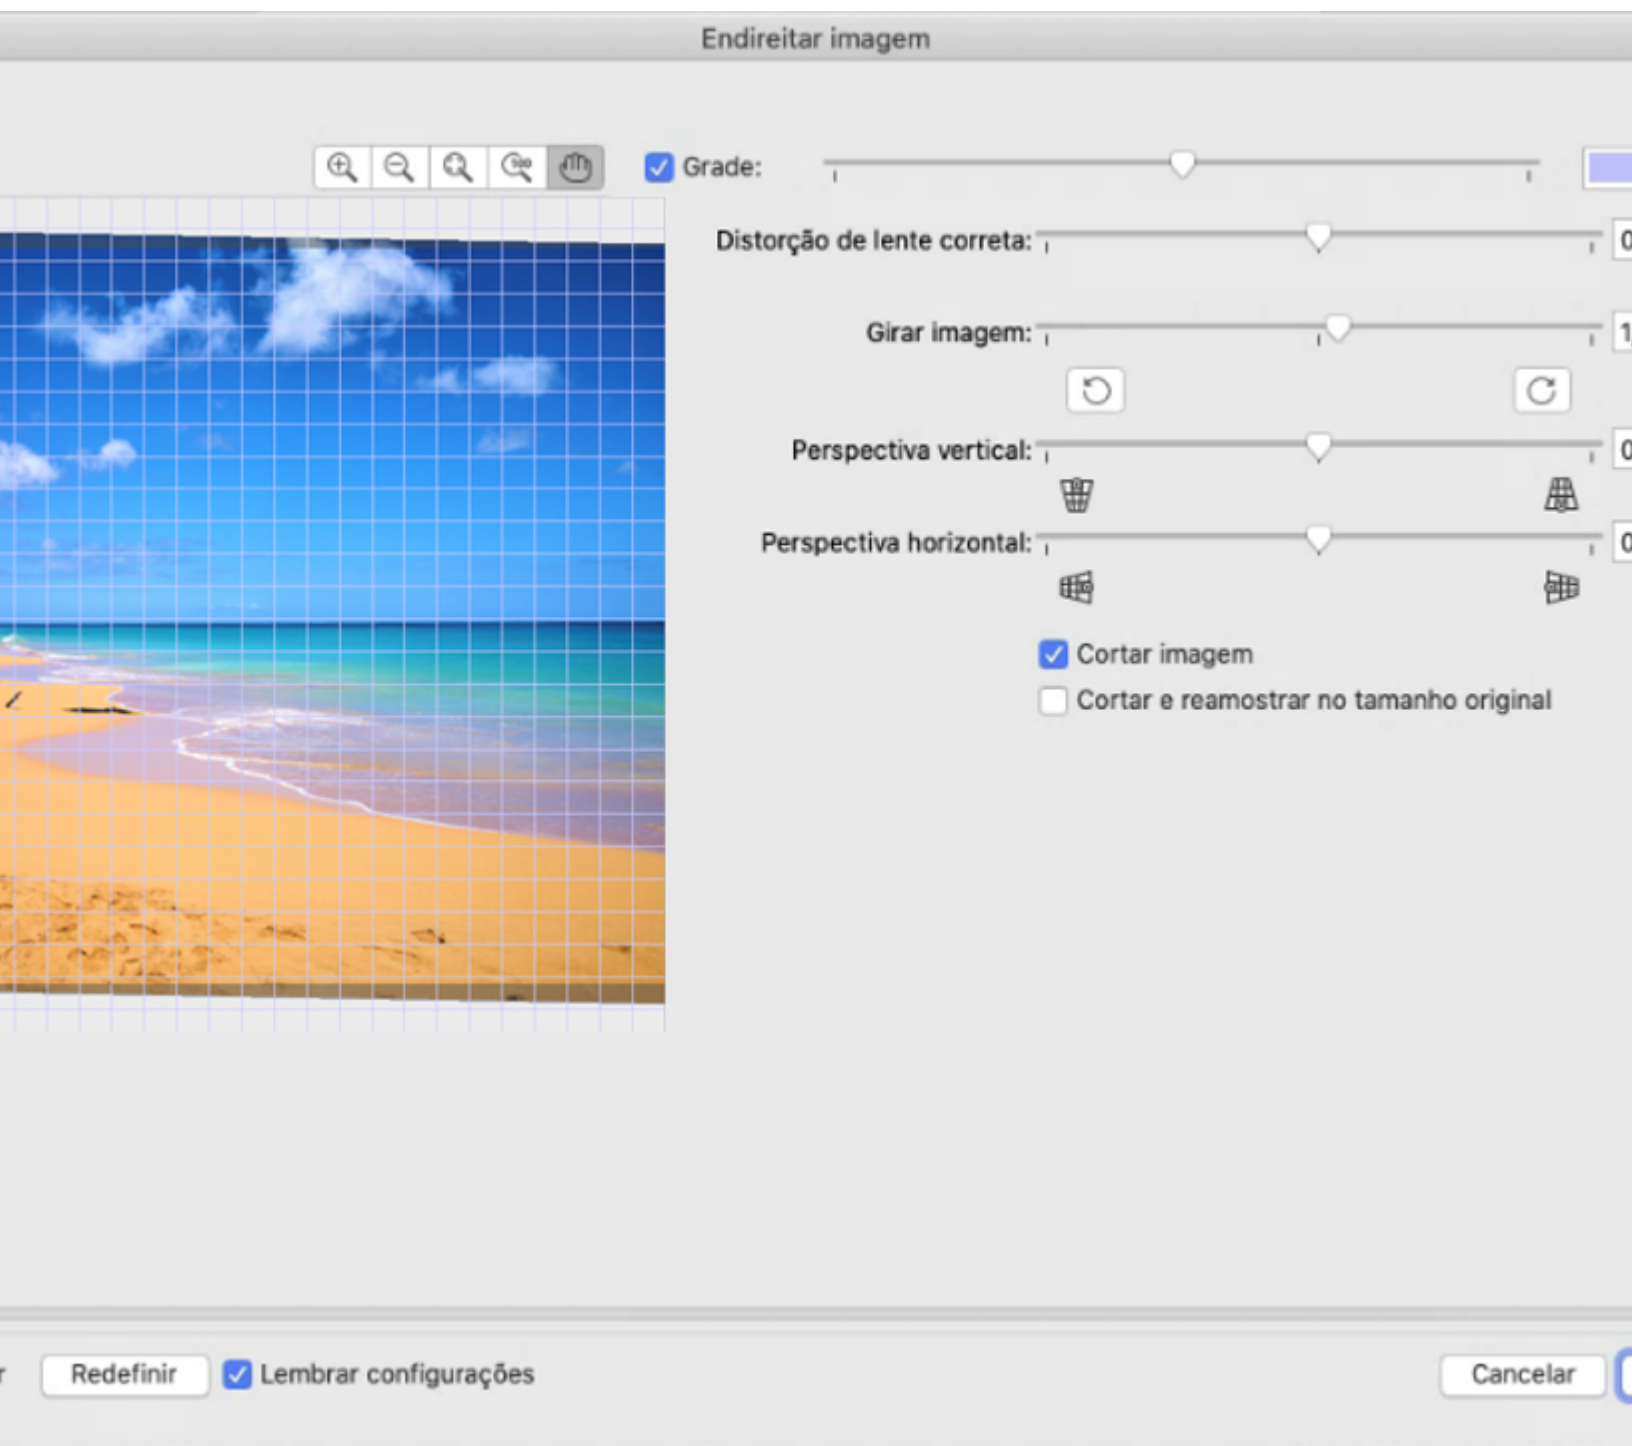 Endireitar imagem
Grade:
Distorção de lente correta:
Girar imagem:
Perspectiva vertical:
Perspectiva horizontal:
Cortar imagem
Cortar e reamostrar no tamanho original
Redefinir Lembrar configurações Cancelar